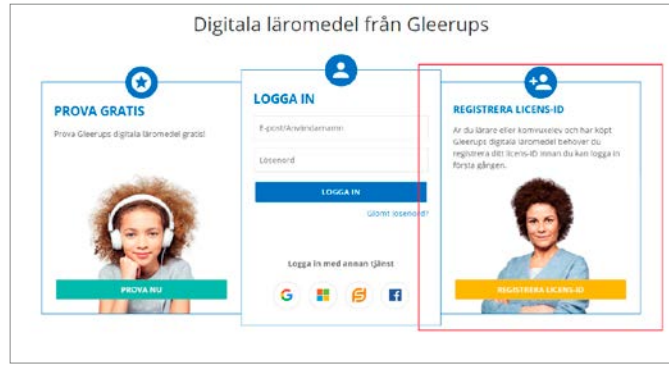 Digitala läromedel från Gleerups
PROVA GRATIS
Prova Gleerups digitala läromedel gratis!
PROVA NU
LOGGA IN
E-post/Användarnamn
Lösenord
LOGGA IN
Glömt lösenord?
Logga in med annan tjänst
REGISTRERA LICENS-ID
Är du lärare eller komvuxelev och har köpt
Gleerups digitala läromedel behöver du
registrera ditt licens-ID innan du kan logga in
första gången.
REGISTRERA LICENS-ID